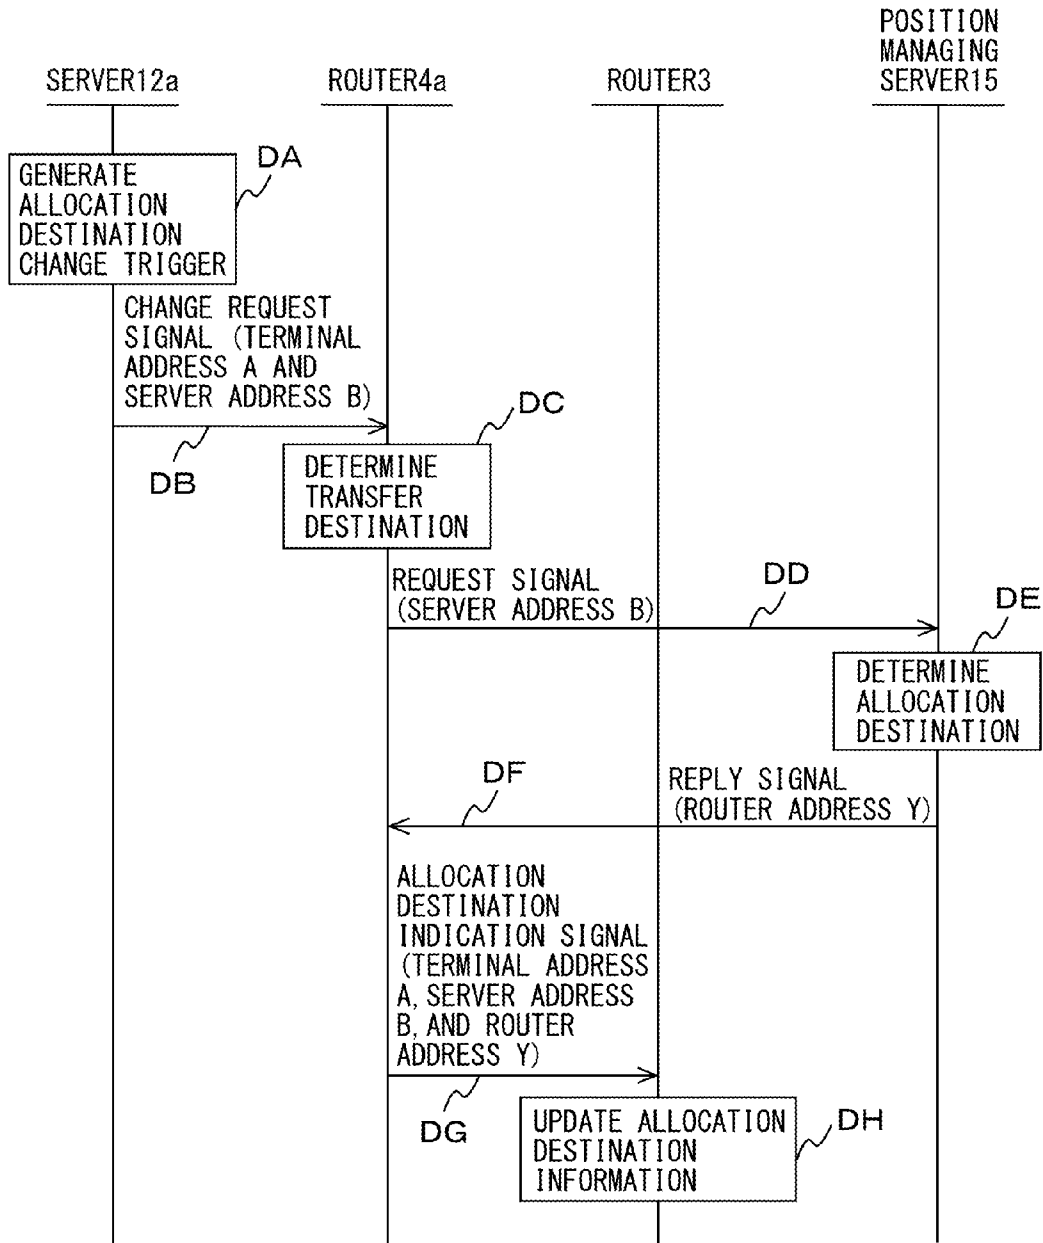 POSITION
MANAGING
SERVER12a
ROUTER4a
ROUTER3
SERVER15
DA
GENERATE
ALLOCATION
DESTINATION
CHANGE TRIGGER
CHANGE REQUEST
SIGNAL (TERMINAL
ADDRESS A AND
SERVER ADDRESS B)
DB
DC
DETERMINE
TRANSFER
DESTINATION
REQUEST SIGNAL
(SERVER ADDRESS B)
DD
DE
DETERMINE
ALLOCATION
DESTINATION
REPLY SIGNAL
(ROUTER ADDRESS Y)
DF
ALLOCATION
DESTINATION
INDICATION SIGNAL
(TERMINAL ADDRESS
A, SERVER ADDRESS
B, AND ROUTER
ADDRESS Y)
DG
UPDATE ALLOCATION
DESTINATION
INFORMATION
DH